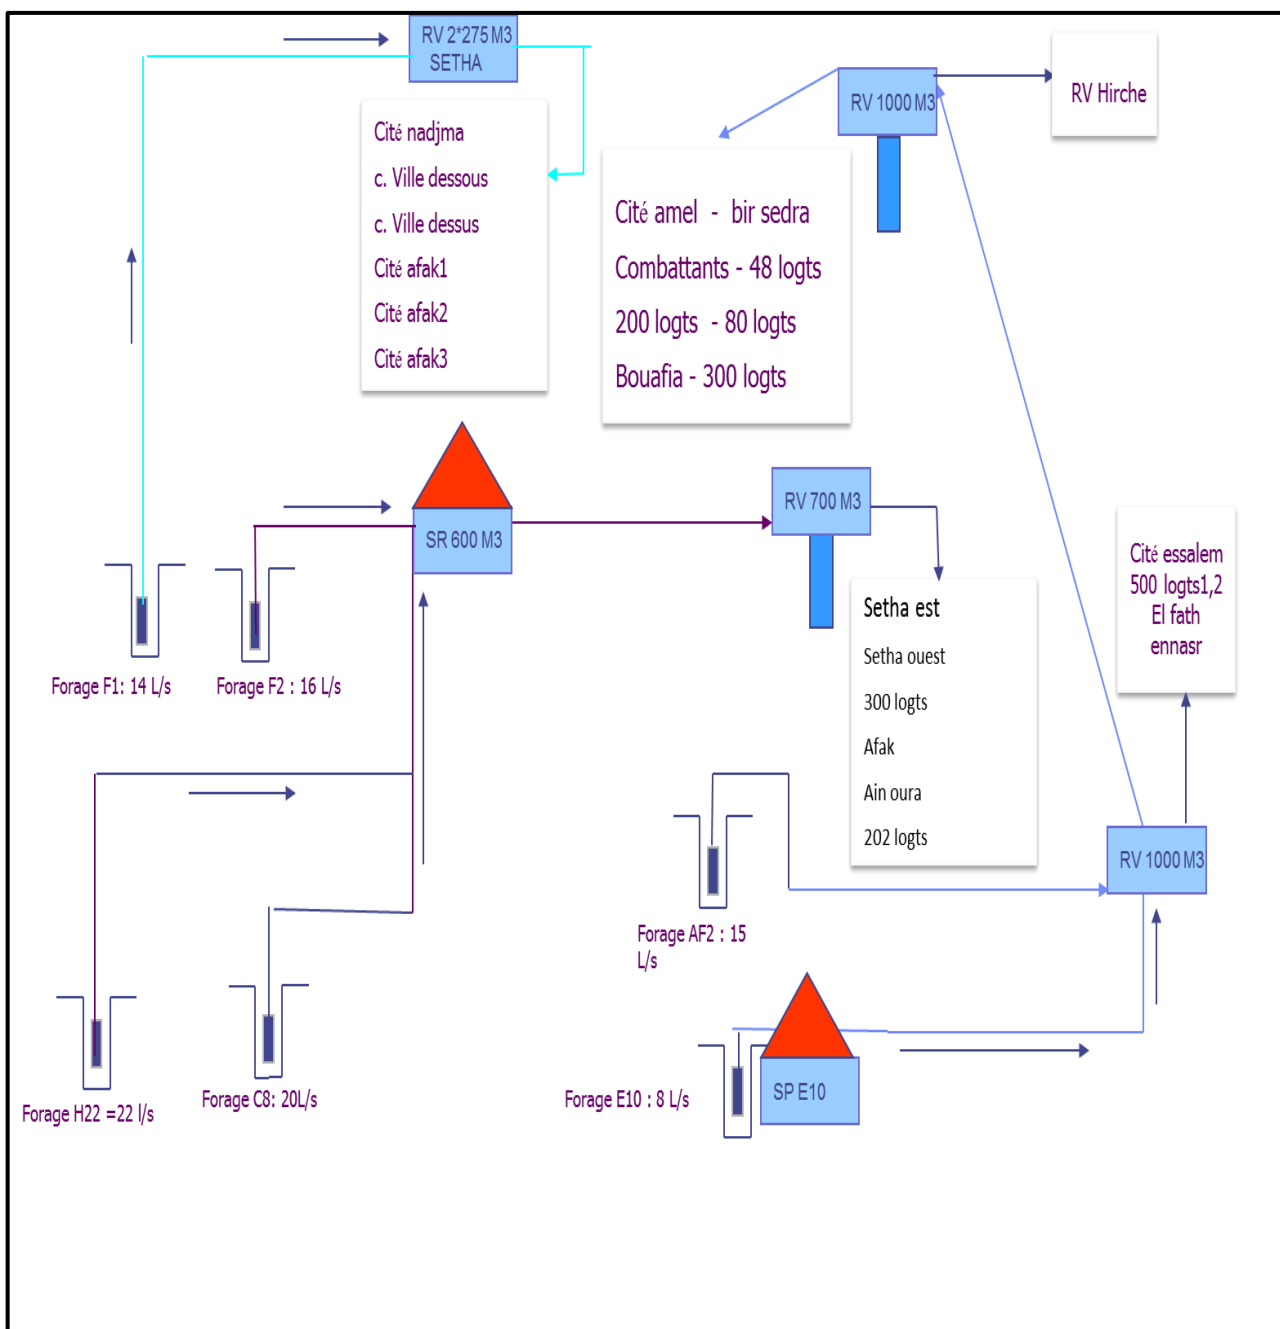 RV 2*275 M3
SETHA
Cité nadjma
c. Ville dessous
c. Ville dessus
Cité afak1
Cité afak2
Cité afak3
RV 1000 M3
RV Hirche
Cité amel - bir sedra
Combattants - 48 logts
200 logts - 80 logts
Bouafia - 300 logts
SR 600 M3
RV 700 M3
Cité essalem
500 logts1,2
El fath
ennasr
Setha est
Setha ouest
300 logts
Afak
Ain oura
202 logts
Forage F1: 14 L/s
Forage F2 : 16 L/s
RV 1000 M3
Forage AF2 : 15
L/s
Forage H22 =22 l/s
Forage C8: 20L/s
Forage E10 : 8 L/s
SP E10